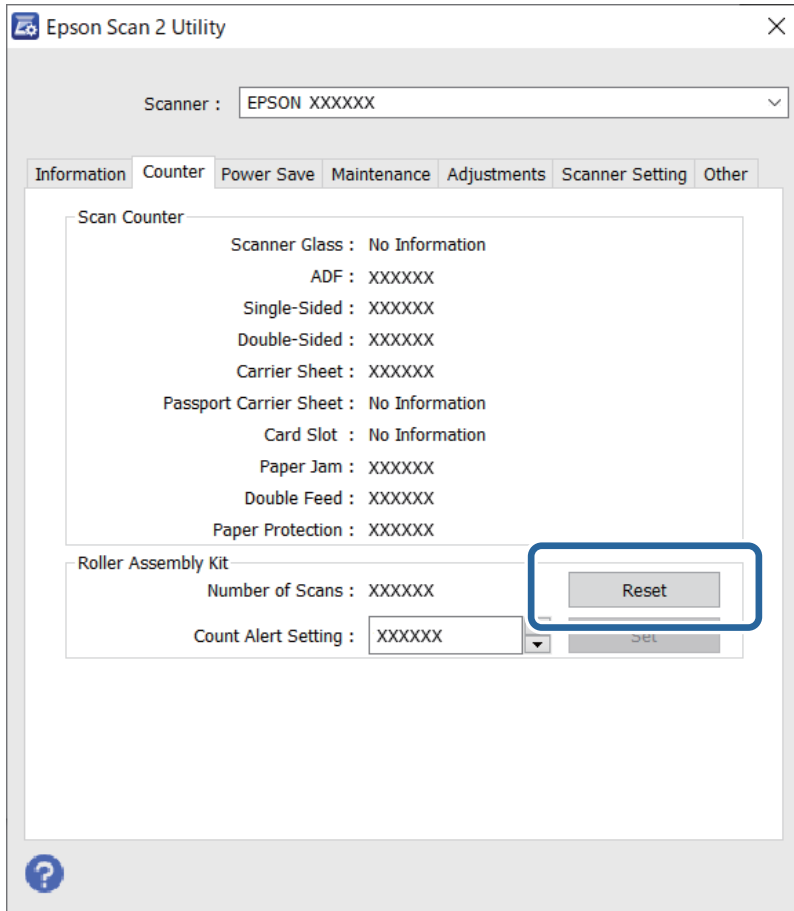 Epson Scan 2 Utility
Scanner : EPSON XXXXXX
Information Counter Power Save Maintenance Adjustments Scanner Setting Other
Scan Counter
Scanner Glass : No Information
ADF : XXXXXX
Single-Sided : XXXXXX
Double-Sided : XXXXXX
Carrier Sheet : XXXXXX
Passport Carrier Sheet : No Information
Card Slot : No Information
Paper Jam : XXXXXX
Double Feed : XXXXXX
Paper Protection : XXXXXX
Roller Assembly Kit
Number of Scans : XXXXXX Reset
Count Alert Setting : XXXXXX Set
?